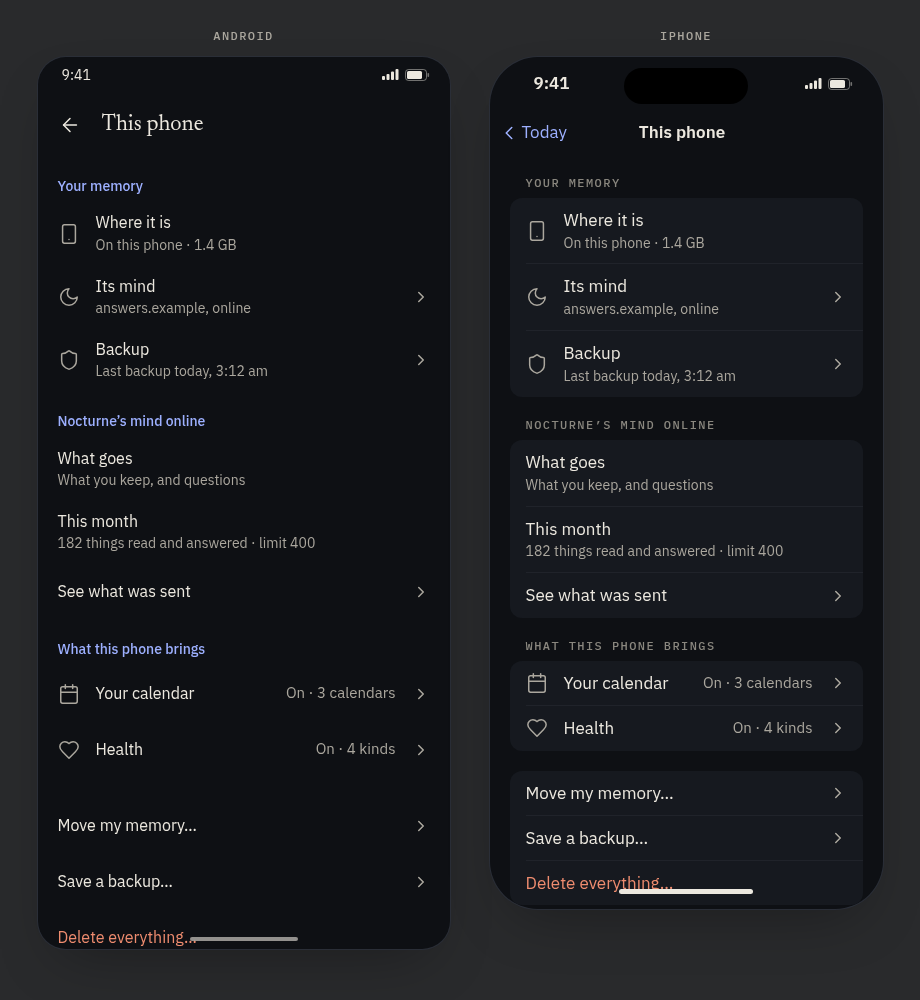 ANDROID
9:41
This phone
Your memory
Where it is
On this phone · 1.4 GB
Its mind
answers.example, online
Backup
Last backup today, 3:12 am
Nocturne’s mind online
What goes
What you keep, and questions
This month
182 things read and answered · limit 400
See what was sent
What this phone brings
Your calendar On · 3 calendars
Health On · 4 kinds
Move my memory…
Save a backup…
Delete everything…
IPHONE
9:41
Today This phone
YOUR MEMORY
Where it is
On this phone · 1.4 GB
Its mind
answers.example, online
Backup
Last backup today, 3:12 am
NOCTURNE’S MIND ONLINE
What goes
What you keep, and questions
This month
182 things read and answered · limit 400
See what was sent
WHAT THIS PHONE BRINGS
Your calendar On · 3 calendars
Health On · 4 kinds
Move my memory…
Save a backup…
Delete everything…